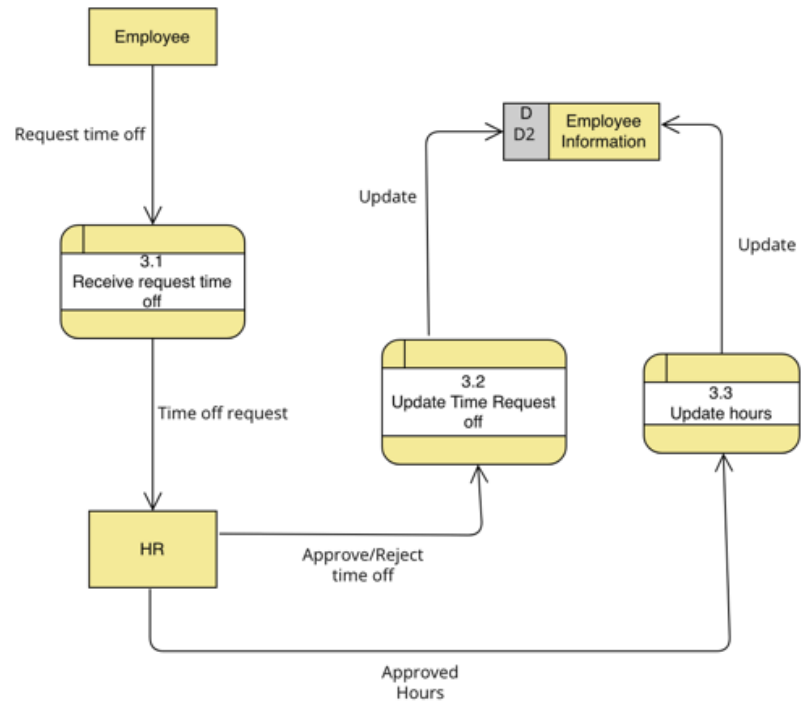 Employee
Request time off
D
D2
Employee
Information
Update
Update
3.1
Receive request time
off
3.2
Update Time Request
off
3.3
Update hours
Time off request
HR
Approve/Reject
time off
Approved
Hours